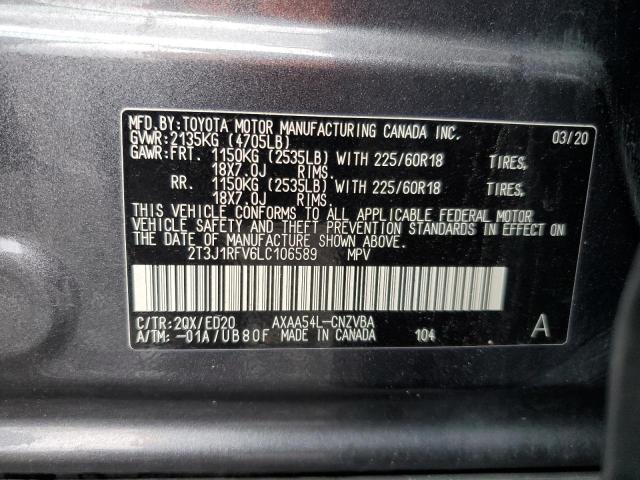 MFD.BY:TOYOTA MOTOR MANUFACTURING CANADA INC. 03/20
GVWR:2135KG (4705LB)
GAWR:FRT. 1150KG (2535LB) WITH 225/60R18 TIRES,
18X7.0J RIMS.
RR. 1150KG (2535LB) WITH 225/60R18 TIRES,
18X7.0J RIMS.
THIS VEHICLE CONFORMS TO ALL APPLICABLE FEDERAL MOTOR
VEHICLE SAFETY AND THEFT PREVENTION STANDARDS
IN EFFECT ON THE DATE OF MANUFACTURE SHOWN ABOVE.
2T3J1RFV6LC106589 MPV
C/TR:2QX/ED20 AXAA54L-CNZVBA A
A/TM:-01A/UB80F MADE IN CANADA 104